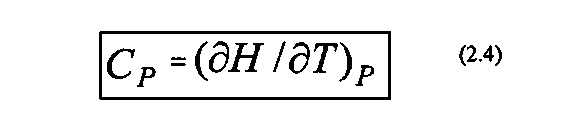 C_P = (∂H / ∂T)_P (2.4)